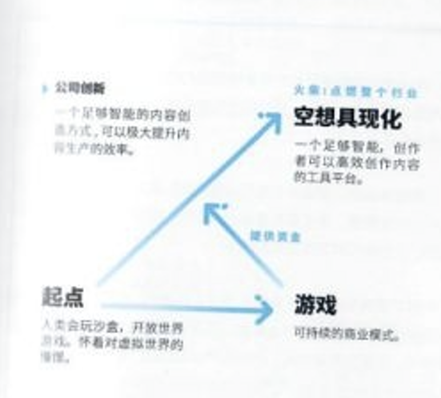 公司创新
一个足够智能的内容创
造方式，可以极大提升内
容生产的效率。
火柴：点燃整个行业
空想具现化
一个足够智能，创作
者可以高效创作内容
的工具平台。
提供资金
起点
人类会玩沙盒，开放世界
游戏。怀着对虚拟世界的
憧憬。
游戏
可持续的商业模式。